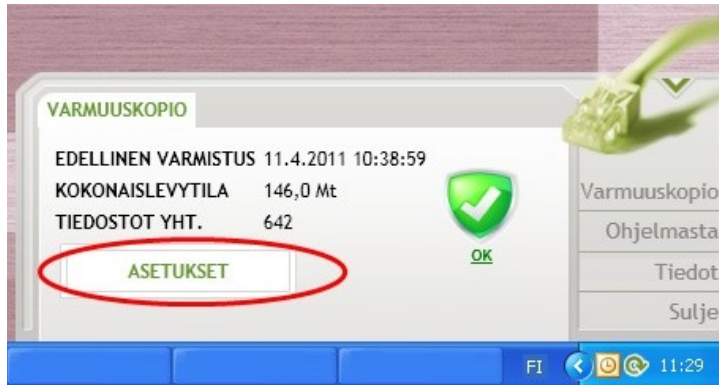 VARMUUSKOPIO
EDELLINEN VARMISTUS 11.4.2011 10:38:59
KOKONAISLEVYTILA 146,0 Mt
TIEDOSTOT YHT. 642
ASETUKSET
OK
Varmuuskopio
Ohjelmasta
Tiedot
Sulje
FI
11:29